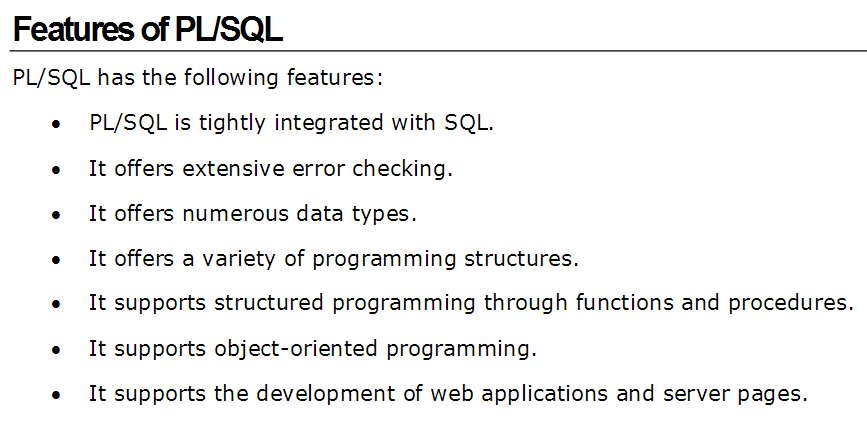 Features of PL/SQL
PL/SQL has the following features:
• PL/SQL is tightly integrated with SQL.
• It offers extensive error checking.
• It offers numerous data types.
• It offers a variety of programming structures.
• It supports structured programming through functions and procedures.
• It supports object-oriented programming.
• It supports the development of web applications and server pages.